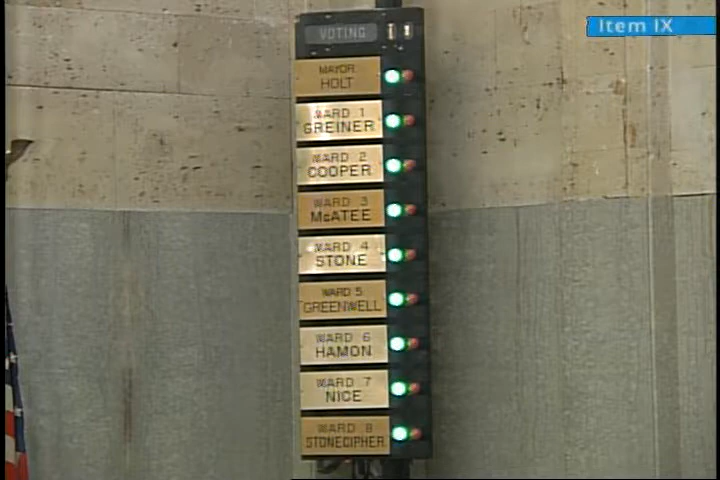 Item IX
VOTING
MAYOR
HOLT
WARD 1
GREINER
WARD 2
COOPER
WARD 3
McATEE
WARD 4
STONE
WARD 5
GREENWELL
WARD 6
HAMON
WARD 7
NICE
WARD 8
STONECIPHER